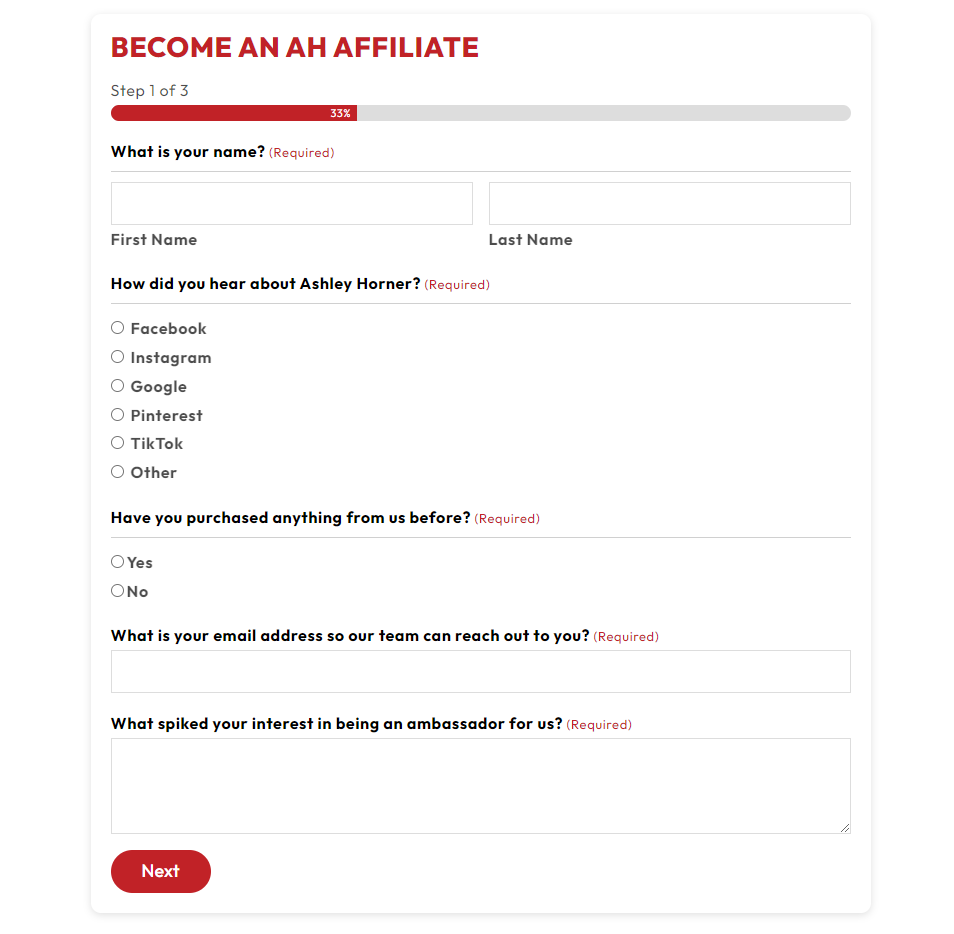 BECOME AN AH AFFILIATE
Step 1 of 3
33%
What is your name? (Required)
First Name
Last Name
How did you hear about Ashley Horner? (Required)
Facebook
Instagram
Google
Pinterest
TikTok
Other
Have you purchased anything from us before? (Required)
Yes
No
What is your email address so our team can reach out to you? (Required)
What spiked your interest in being an ambassador for us? (Required)
Next